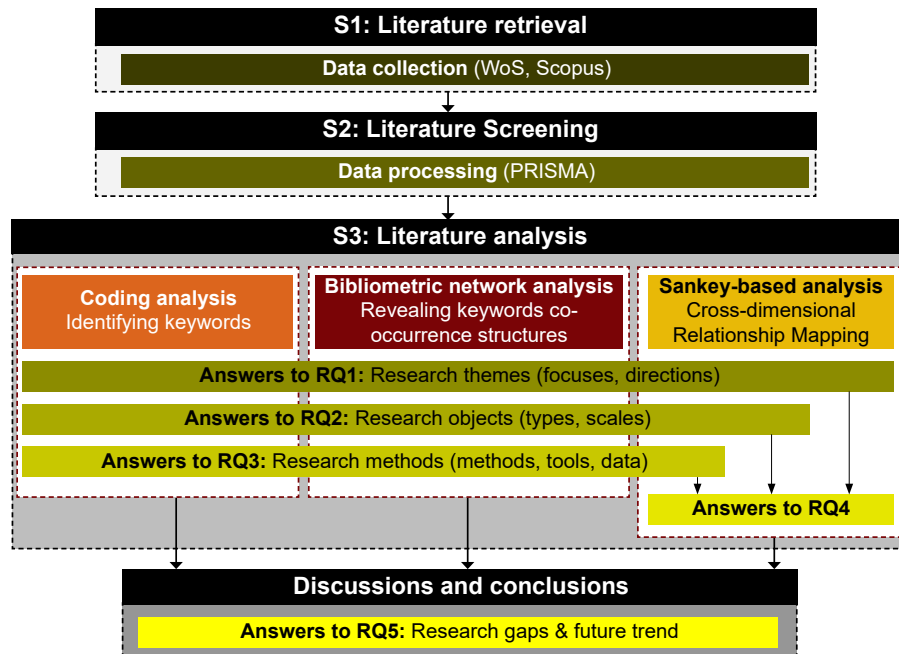 S1: Literature retrieval
Data collection (WoS, Scopus)
S2: Literature Screening
Data processing (PRISMA)
S3: Literature analysis
Coding analysis
Identifying keywords
Bibliometric network analysis
Revealing keywords co-
occurrence structures
Sankey-based analysis
Cross-dimensional
Relationship Mapping
Answers to RQ1: Research themes (focuses, directions)
Answers to RQ2: Research objects (types, scales)
Answers to RQ3: Research methods (methods, tools, data)
Answers to RQ4
Discussions and conclusions
Answers to RQ5: Research gaps & future trend